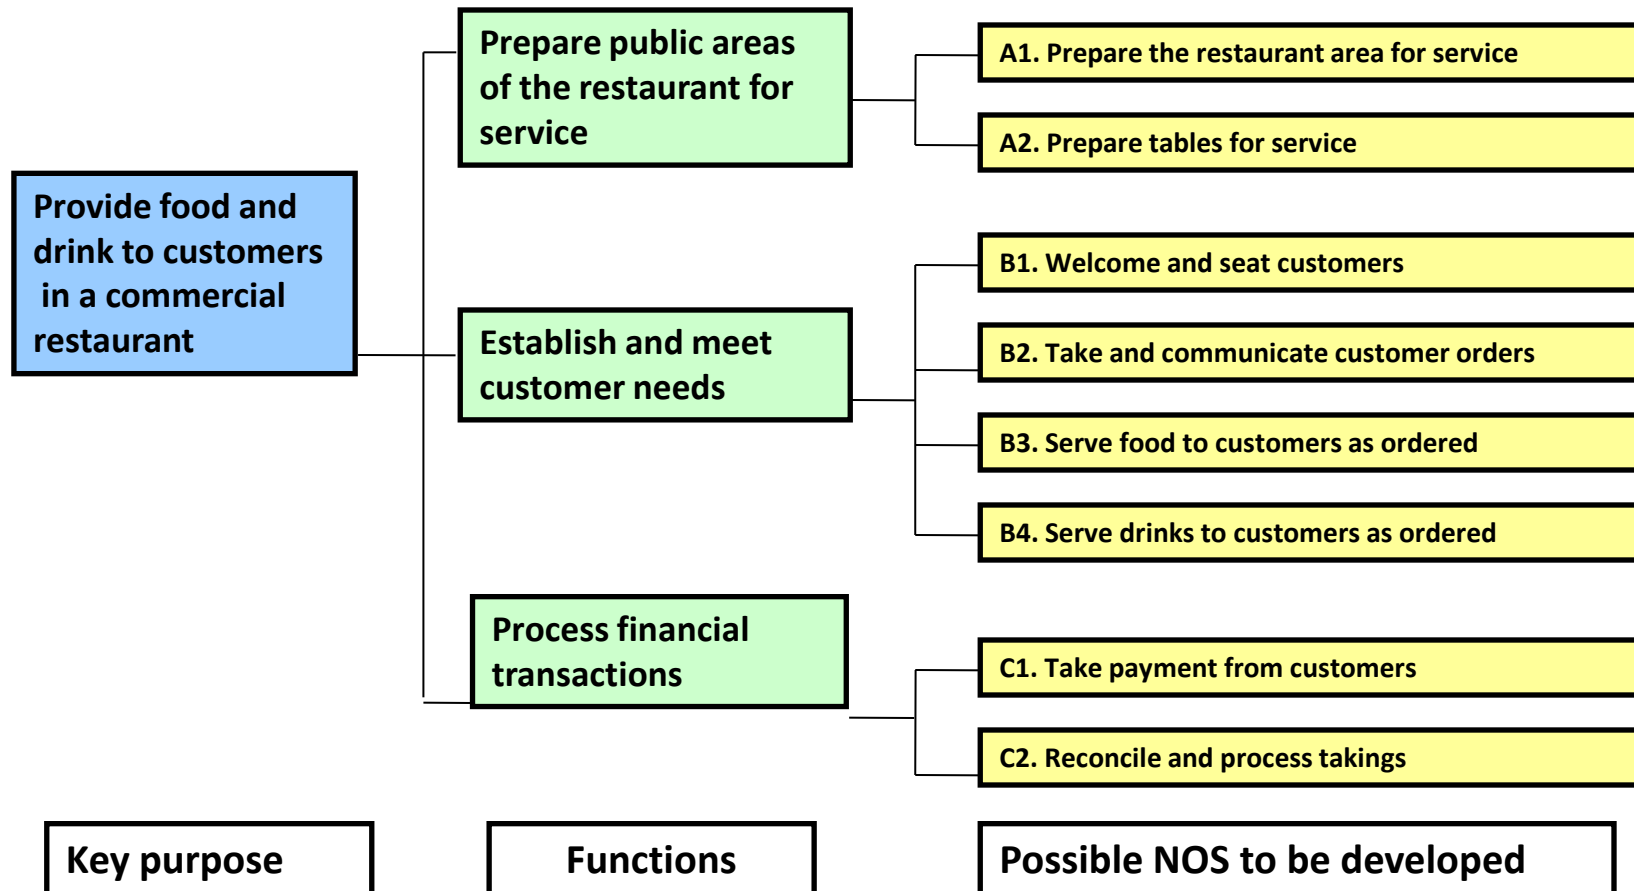 Provide food and
drink to customers
in a commercial
restaurant
Prepare public areas
of the restaurant for
service
A1. Prepare the restaurant area for service
A2. Prepare tables for service
Establish and meet
customer needs
B1. Welcome and seat customers
B2. Take and communicate customer orders
B3. Serve food to customers as ordered
B4. Serve drinks to customers as ordered
Process financial
transactions
C1. Take payment from customers
C2. Reconcile and process takings
Key purpose
Functions
Possible NOS to be developed